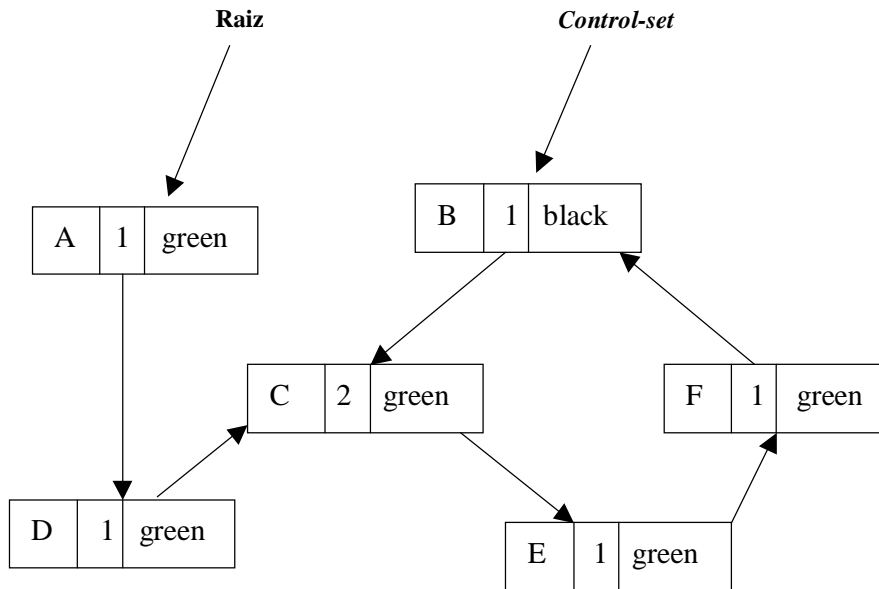 Raiz
Control-set
A 1 green
B 1 black
C 2 green
F 1 green
D 1 green
E 1 green